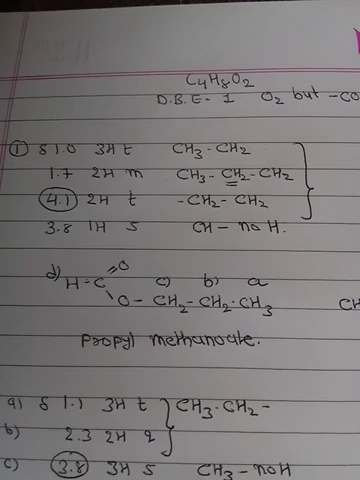 C4H8O2
D.B.E - 1 O2 but -CO
① δ 1.0 3H t CH3-CH2
1.7 2H m CH3-CH2-CH2
4.1 2H t -CH2-CH2
3.8 1H s CH - no H.
d) H-C=O c) b) a
O-CH2-CH2-CH3 CH
Propyl methanoate.
a) δ 1.1 3H t CH3-CH2-
b) 2.3 2H q
c) 3.8 3H s CH3-noH